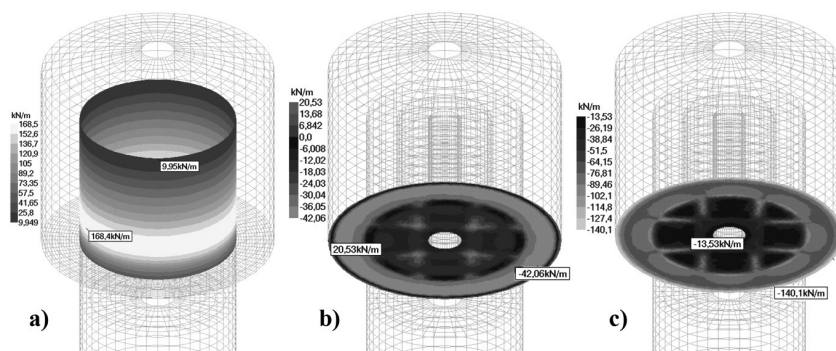 kN/m
168,5
152,6
136,7
120,9
105
89,2
73,35
57,5
41,65
25,8
9,949
9,95kN/m
168,4kN/m
a)
kN/m
20,53
13,68
6,842
0,0
-6,008
-12,02
-18,03
-24,03
-30,04
-36,05
-42,06
20,53kN/m
-42,06kN/m
b)
kN/m
-13,53
-26,19
-38,84
-51,5
-64,15
-76,81
-89,46
-102,1
-114,8
-127,4
-140,1
-13,53kN/m
-140,1kN/m
c)